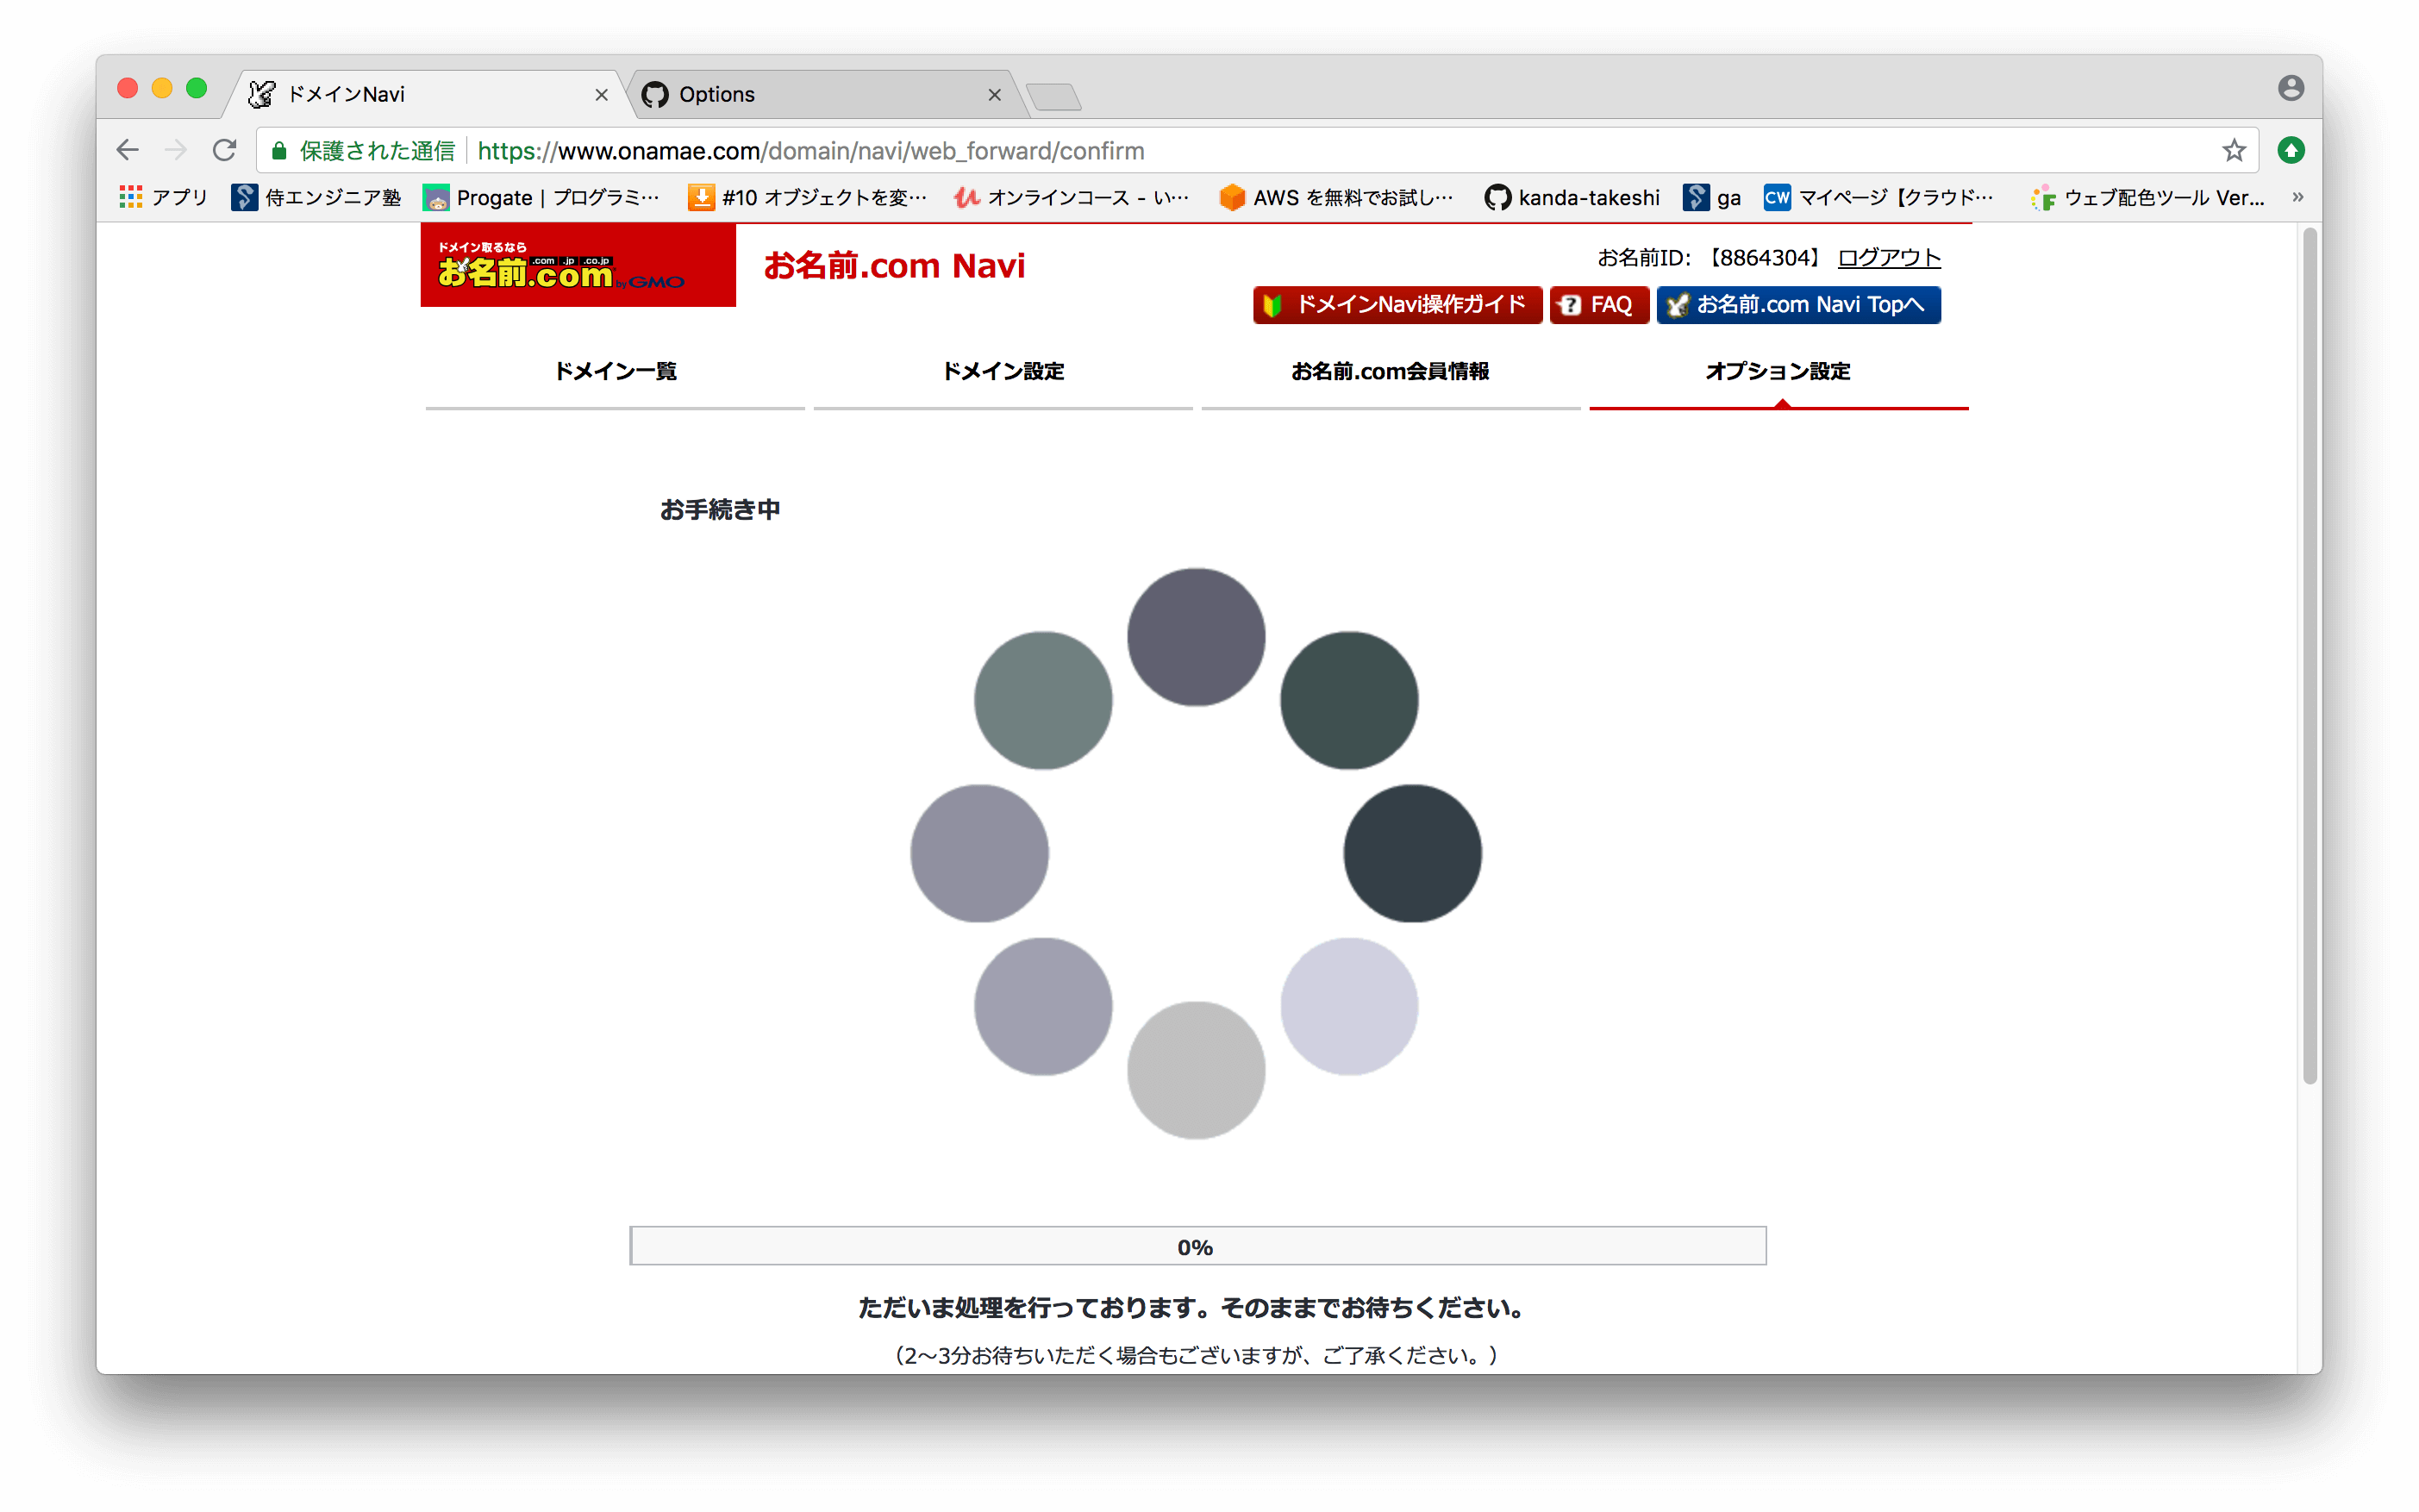 ドメインNavi
Options
保護された通信
https://www.onamae.com/domain/navi/web_forward/confirm
アプリ
侍エンジニア塾
Progate | プログラミ…
#10 オブジェクトを変…
オンラインコース - い…
AWS を無料でお試し…
kanda-takeshi
ga
CW
マイページ【クラウド…
F
ウェブ配色ツール Ver…
»
ドメイン取るなら
お名前.com
.com .jp .co.jp
by GMO
お名前.com Navi
お名前ID: 【8864304】 ログアウト
ドメインNavi操作ガイド
? FAQ
お名前.com Navi Topへ
ドメイン一覧
ドメイン設定
お名前.com会員情報
オプション設定
お手続き中
0%
ただいま処理を行っております。そのままでお待ちください。
（2〜3分お待ちいただく場合もございますが、ご了承ください。）